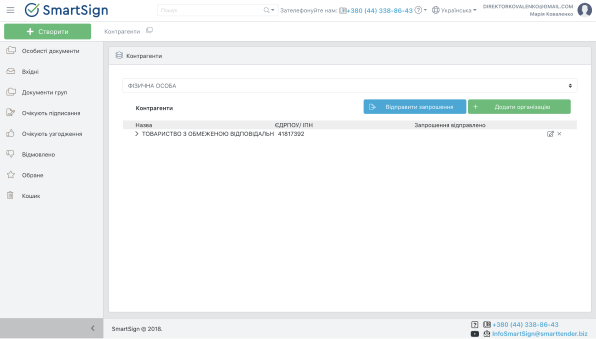 SmartSign
Пошук
Зателефонуйте нам: +380 (44) 338-86-43
Українська
DIREKTORKOVALENKO@GMAIL.COM
Марія Коваленко
Створити
Контрагенти
Особисті документи
Вхідні
Документи груп
Очікують підписання
Очікують узгодження
Відмовлено
Обране
Кошик
Контрагенти
ФІЗИЧНА ОСОБА
Контрагенти
Відправити запрошення
Додати організацію
Назва ЄДРПОУ/ ІПН Запрошення відправлено
ТОВАРИСТВО З ОБМЕЖЕНОЮ ВІДПОВІДАЛЬН 41817392
SmartSign © 2018.
+380 (44) 338-86-43
InfoSmartSign@smarttender.biz